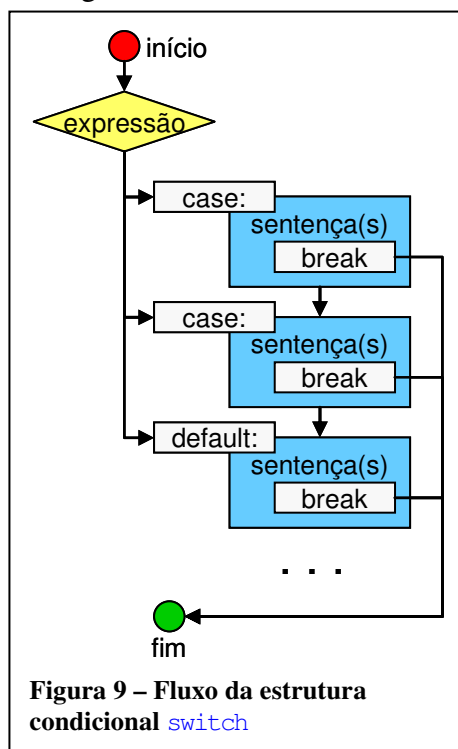 início
expressão
case:
sentença(s)
break
case:
sentença(s)
break
default:
sentença(s)
break
. . .
fim
Figura 9 – Fluxo da estrutura
condicional switch